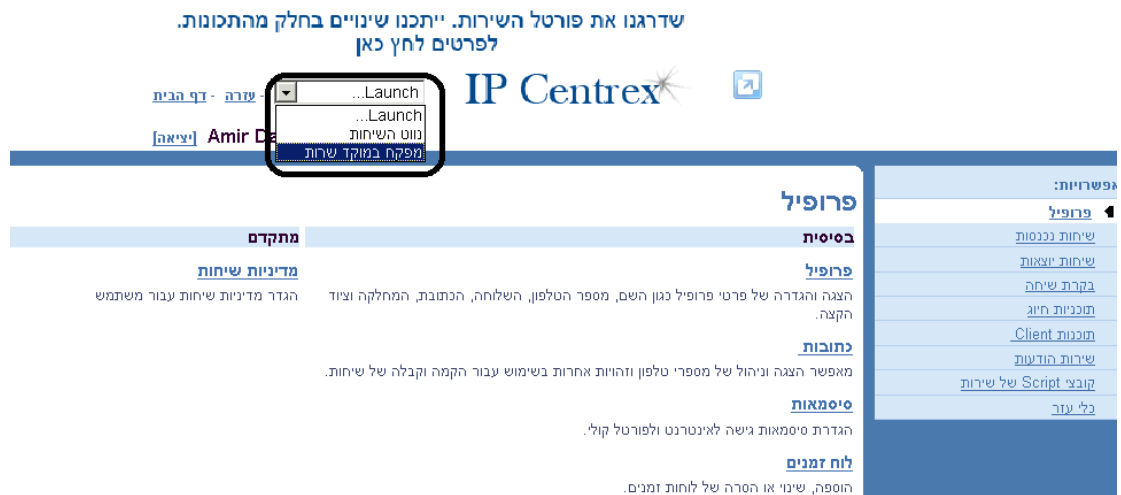 שדרגנו את פורטל השירות. ייתכנו שינויים בחלק מהתכונות.
לפרטים לחץ כאן
IP Centrex
Launch...
- עזרה - דף הבית
Launch...
נווט השיחות
מפקח במוקד שרות
Amir Da [יציאה]
אפשרויות:
פרופיל
שיחות נכנסות
שיחות יוצאות
בקרת שיחה
תוכניות חיוג
תוכנות Client
שירות הודעות
קובצי Script של שירות
כלי עזר
פרופיל
בסיסית
פרופיל
הצגה והגדרה של פרטי פרופיל כגון השם, מספר הטלפון, השלוחה, הכתובת, המחלקה וציוד
הקצה.
כתובות
מאפשר הצגה וניהול של מספרי טלפון וזהויות אחרות בשימוש עבור הקמה וקבלה של שיחות.
סיסמאות
הגדרת סיסמאות גישה לאינטרנט ולפורטל קולי.
לוח זמנים
הוספה, שינוי או הסרה של לוחות זמנים.
מתקדם
מדיניות שיחות
הגדר מדיניות שיחות עבור משתמש